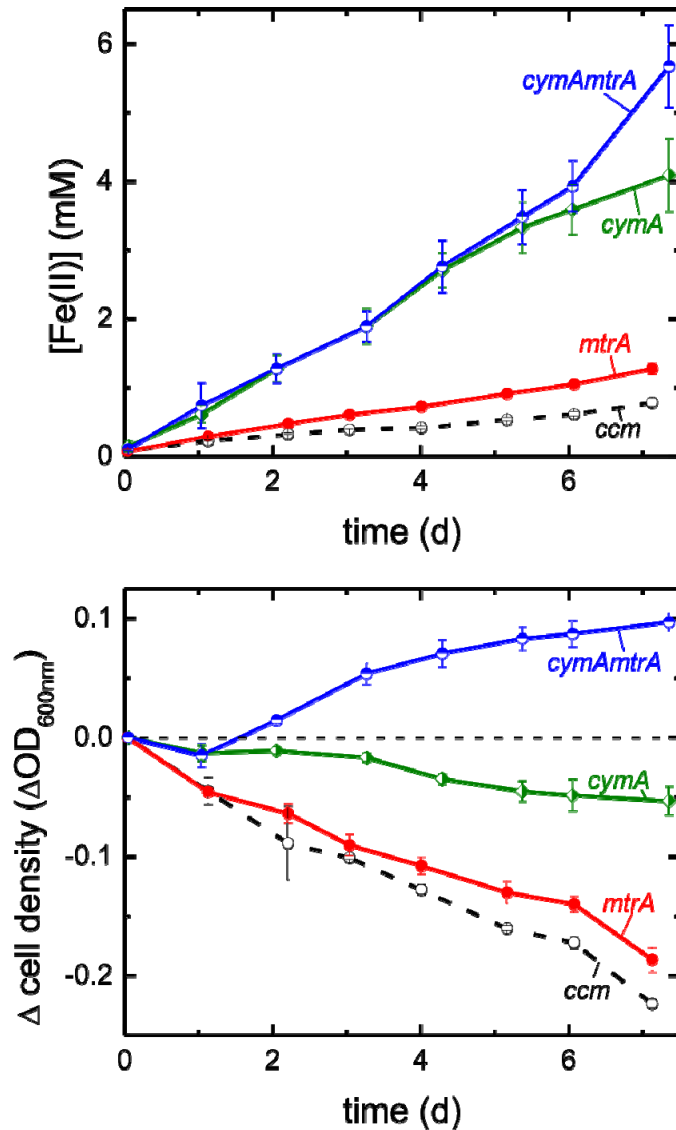 6
4
2
0
[Fe(II)] (mM)
cymAmtrA
cymA
mtrA
ccm
0 2 4 6
time (d)
0.1
0.0
-0.1
-0.2
Δ cell density (ΔOD600nm)
cymAmtrA
cymA
mtrA
ccm
0 2 4 6
time (d)